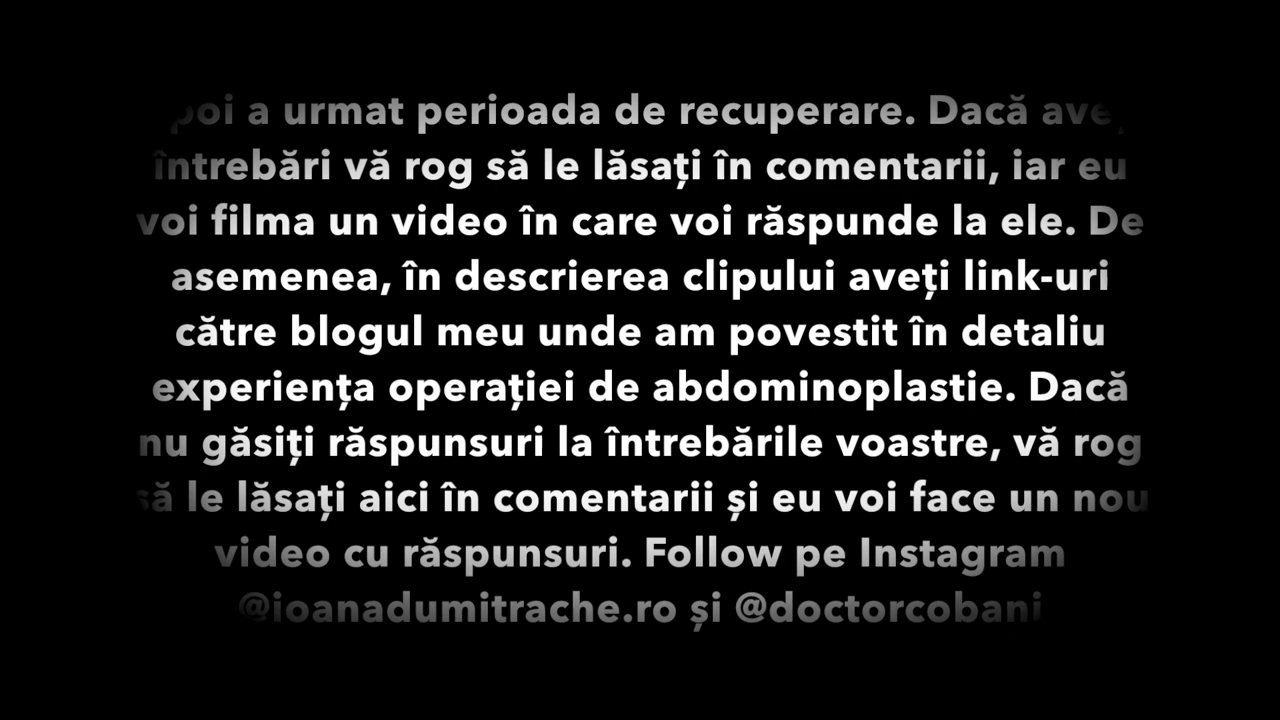 poi a urmat perioada de recuperare. Dacă aveț
întrebări vă rog să le lăsați în comentarii, iar eu
voi filma un video în care voi răspunde la ele. De
asemenea, în descrierea clipului aveți link-uri
către blogul meu unde am povestit în detaliu
experiența operației de abdominoplastie. Dacă
nu găsiți răspunsuri la întrebările voastre, vă rog
să le lăsați aici în comentarii și eu voi face un nou
video cu răspunsuri. Follow pe Instagram
@ioanadumitrache.ro și @doctorcobani